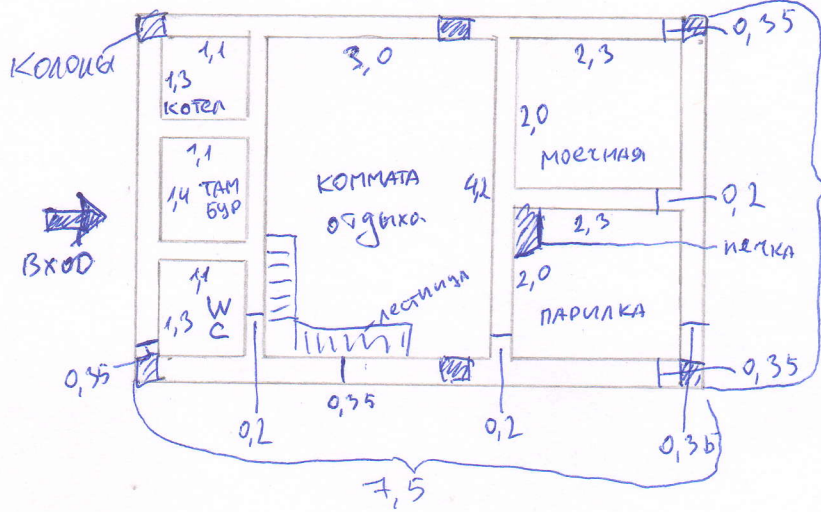 КОЛОНЫ
1,1
1,3
КОТЕЛ
1,1
1,4
ТАМ
БУР
ВХОД
1,1
1,3
W
C
0,35
0,2
3,0
КОММАТА
отдыха
4,2
лестница
0,35
0,2
2,3
2,0
МОЕЧНАЯ
0,35
0,2
2,3
2,0
ПЕЧКА
ПАРИЛКА
0,35
0,35
7,5